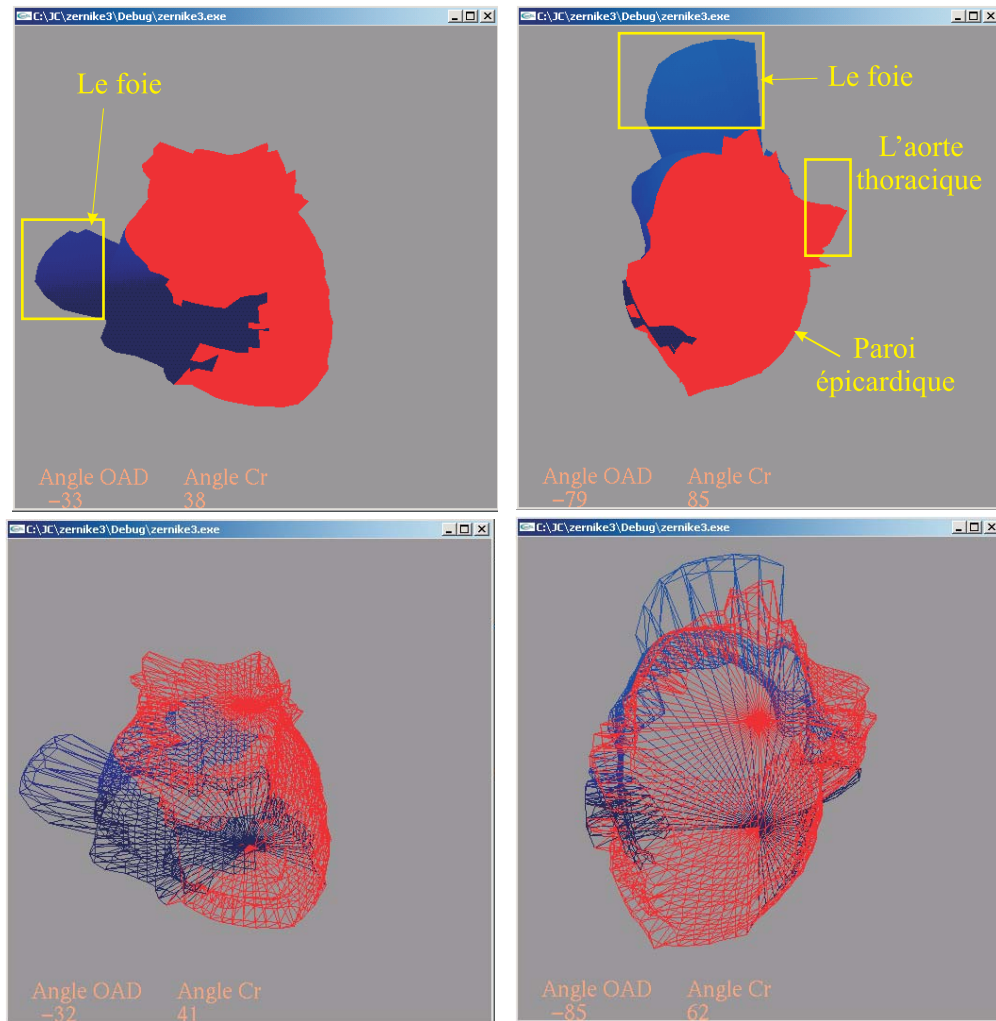 C:\JC\zernike3\Debug\zernike3.exe
Le foie
Angle OAD Angle Cr
-33 38
C:\JC\zernike3\Debug\zernike3.exe
Le foie
L'aorte
thoracique
Paroi
épicardique
Angle OAD Angle Cr
-79 85
C:\JC\zernike3\Debug\zernike3.exe
Angle OAD Angle Cr
-32 41
C:\JC\zernike3\Debug\zernike3.exe
Angle OAD Angle Cr
-85 62